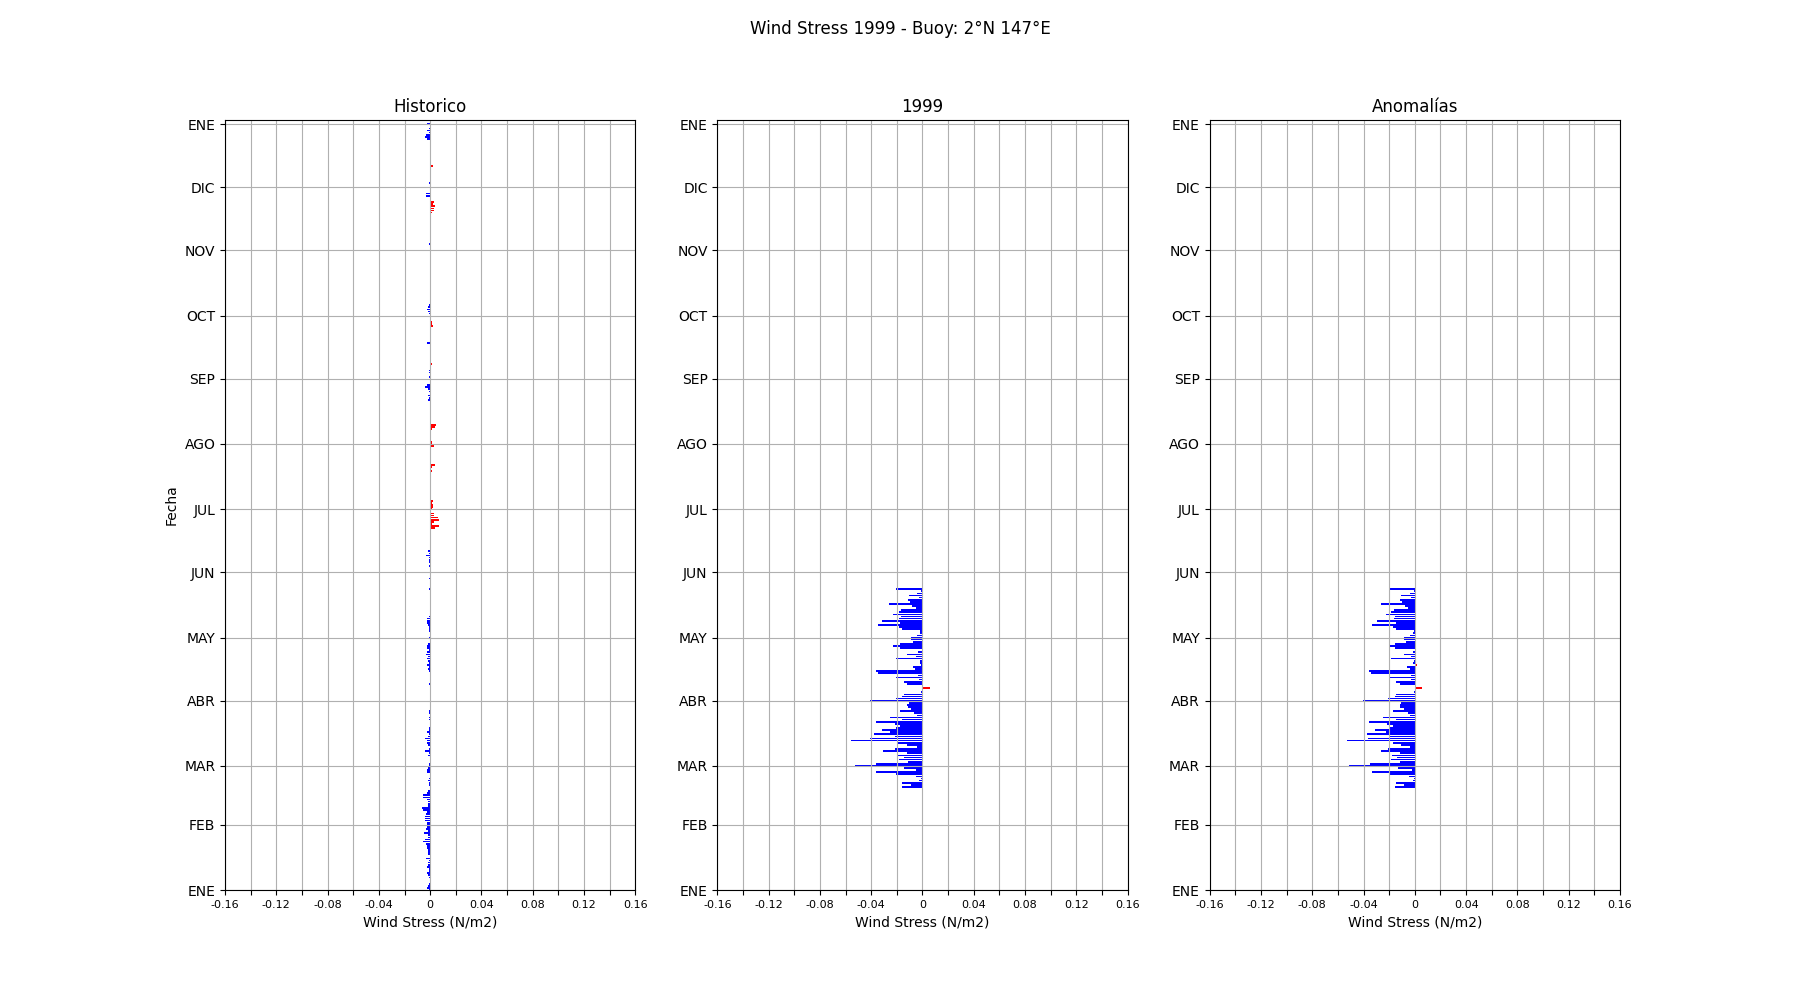 Wind Stress 1999 - Buoy: 2°N 147°E
Historico
ENE
DIC
NOV
OCT
SEP
AGO
JUL
JUN
MAY
ABR
MAR
FEB
ENE
Fecha
-0.16 -0.12 -0.08 -0.04 0 0.04 0.08 0.12 0.16
Wind Stress (N/m2)
1999
ENE
DIC
NOV
OCT
SEP
AGO
JUL
JUN
MAY
ABR
MAR
FEB
ENE
-0.16 -0.12 -0.08 -0.04 0 0.04 0.08 0.12 0.16
Wind Stress (N/m2)
Anomalías
ENE
DIC
NOV
OCT
SEP
AGO
JUL
JUN
MAY
ABR
MAR
FEB
ENE
-0.16 -0.12 -0.08 -0.04 0 0.04 0.08 0.12 0.16
Wind Stress (N/m2)